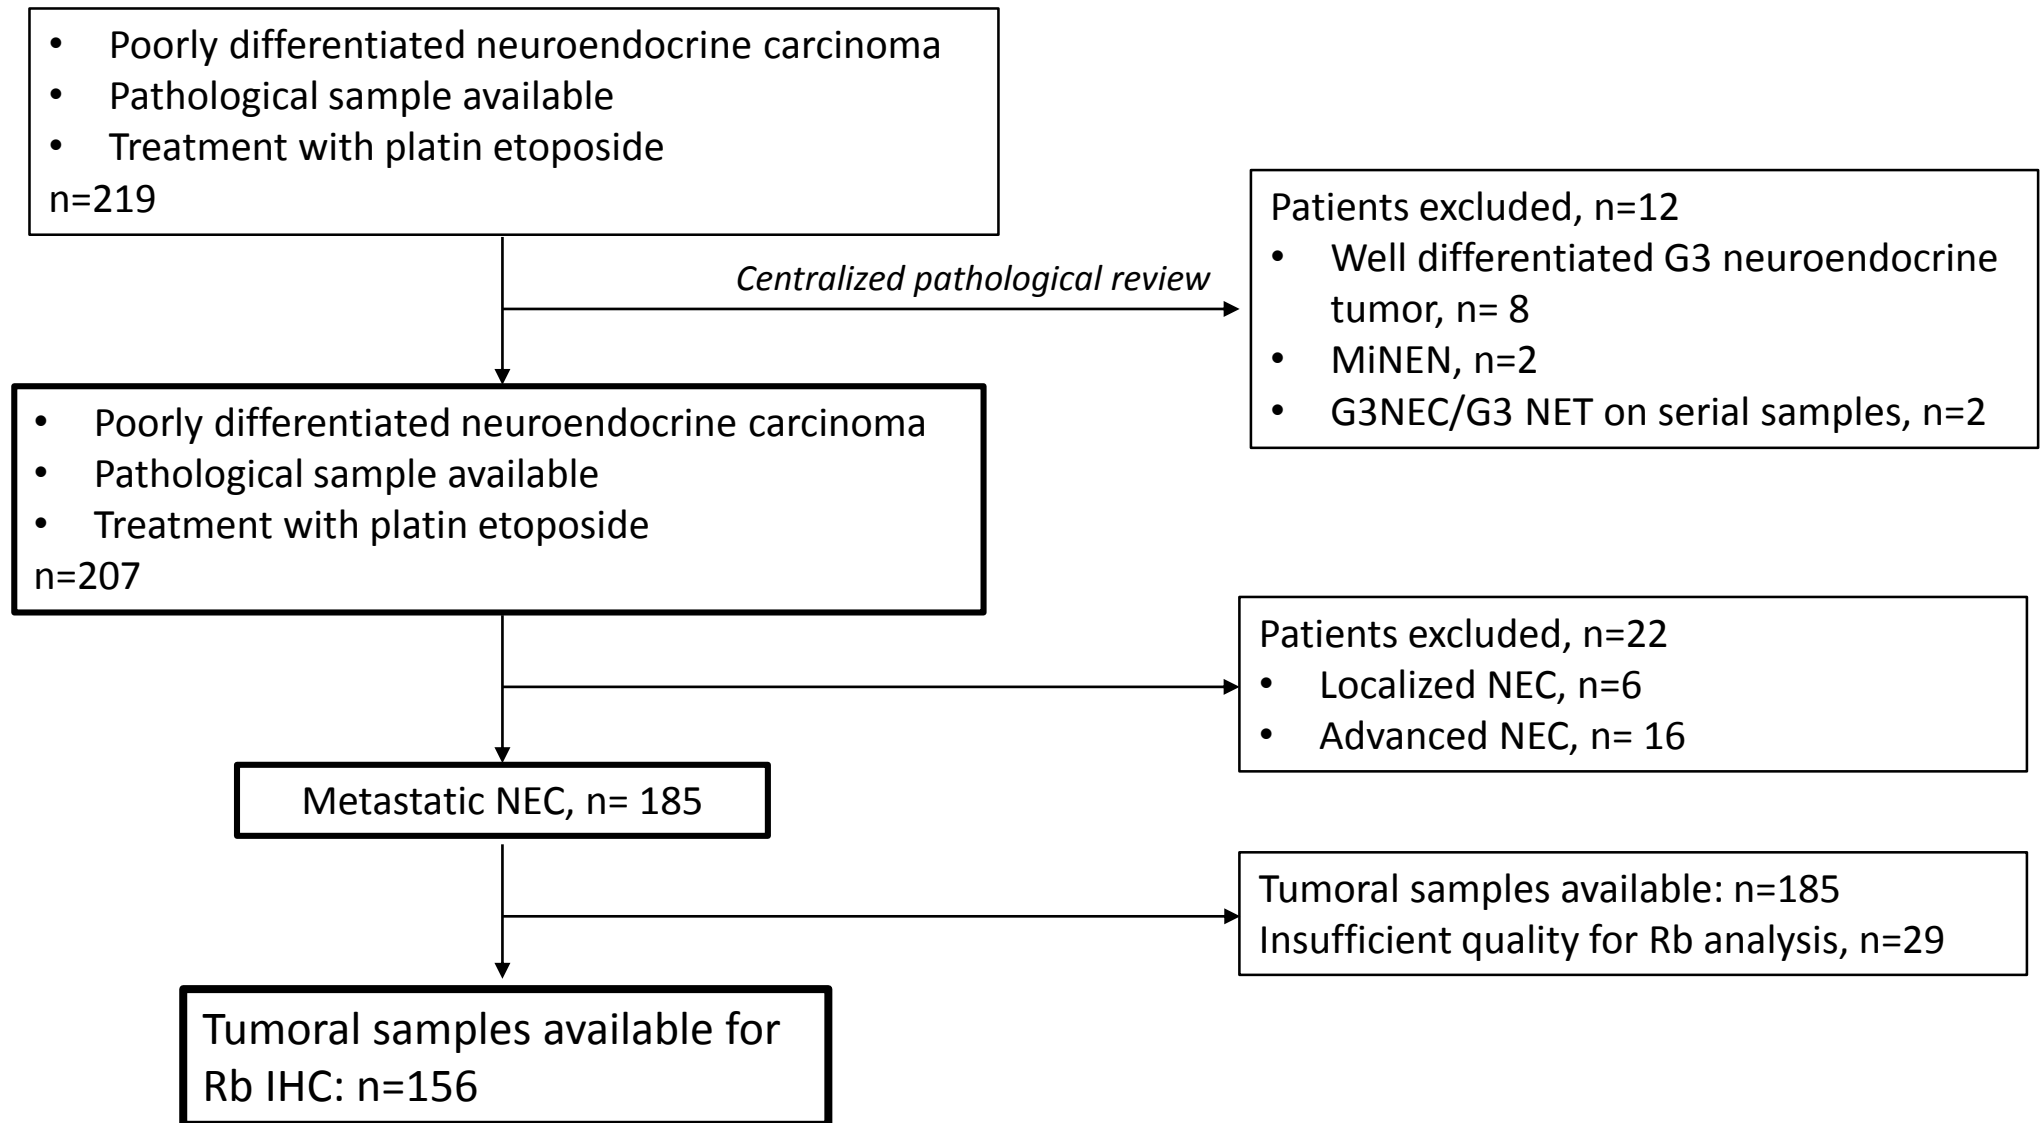 • Poorly differentiated neuroendocrine carcinoma
• Pathological sample available
• Treatment with platin etoposide
n=219
Centralized pathological review
Patients excluded, n=12
• Well differentiated G3 neuroendocrine
tumor, n= 8
• MiNEN, n=2
• G3NEC/G3 NET on serial samples, n=2
• Poorly differentiated neuroendocrine carcinoma
• Pathological sample available
• Treatment with platin etoposide
n=207
Patients excluded, n=22
• Localized NEC, n=6
• Advanced NEC, n= 16
Metastatic NEC, n= 185
Tumoral samples available: n=185
Insufficient quality for Rb analysis, n=29
Tumoral samples available for
Rb IHC: n=156